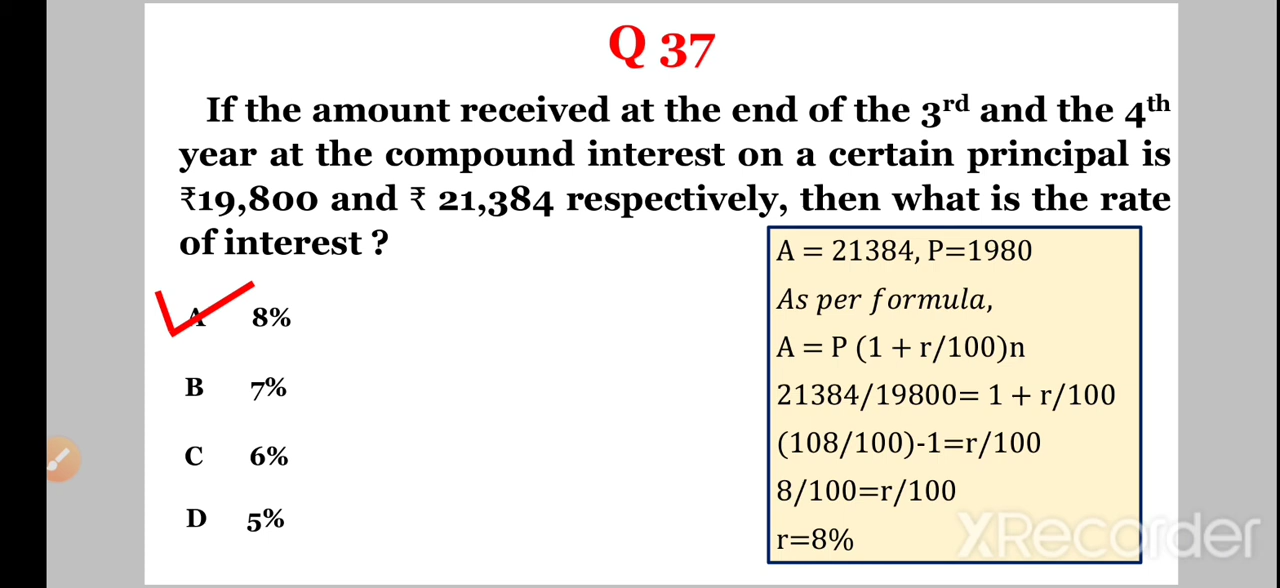 Q 37
If the amount received at the end of the 3rd and the 4th
year at the compound interest on a certain principal is
₹19,800 and ₹ 21,384 respectively, then what is the rate
of interest ?
A 8%
B 7%
C 6%
D 5%
A = 21384, P=1980
As per formula,
A = P (1 + r/100)n
21384/19800= 1 + r/100
(108/100)-1=r/100
8/100=r/100
r=8%
XRecorder